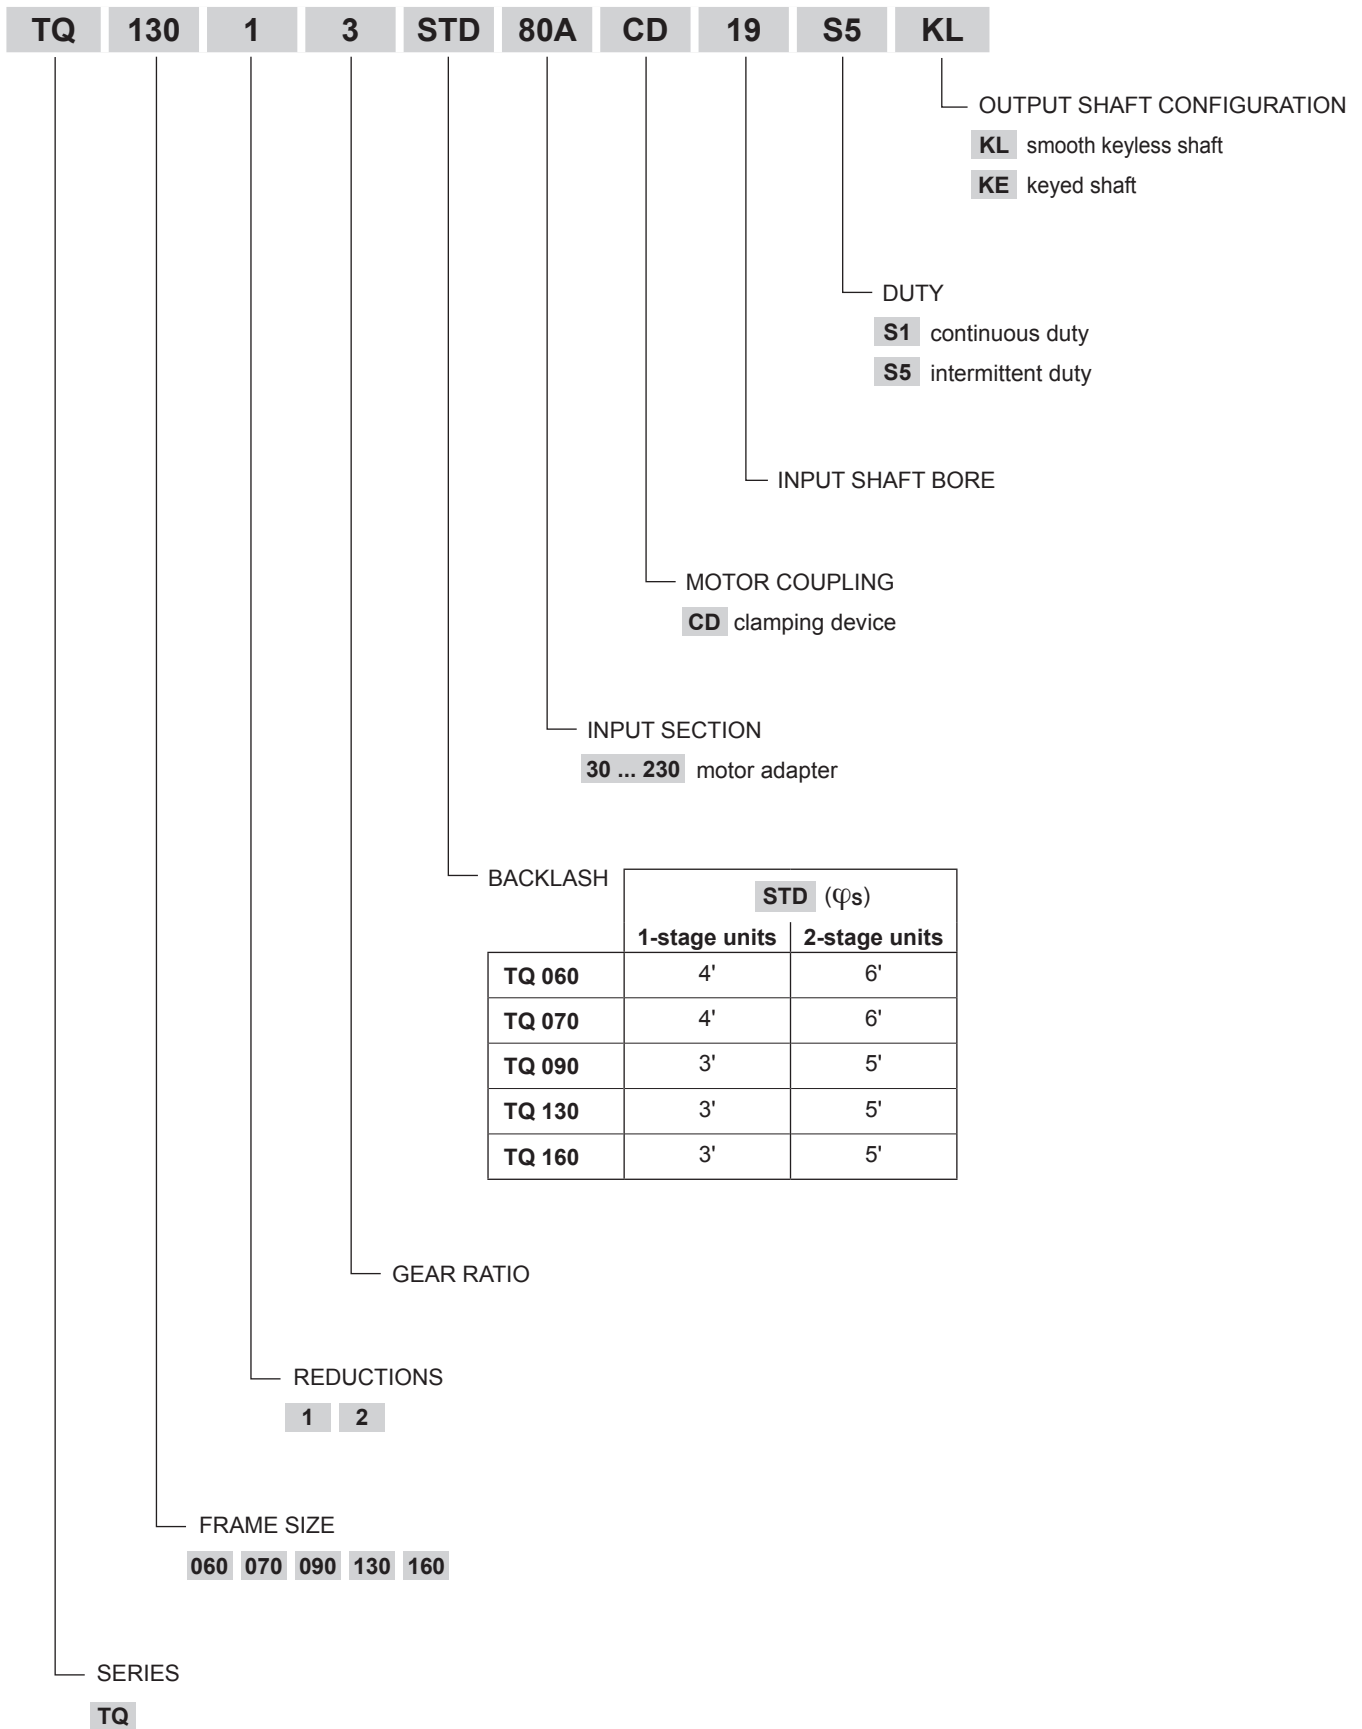 TQ 130 1 3 STD 80A CD 19 S5 KL
OUTPUT SHAFT CONFIGURATION
KL smooth keyless shaft
KE keyed shaft
DUTY
S1 continuous duty
S5 intermittent duty
INPUT SHAFT BORE
MOTOR COUPLING
CD clamping device
INPUT SECTION
30 ... 230 motor adapter
BACKLASH
STD (φs)
1-stage units 2-stage units
TQ 060 4' 6'
TQ 070 4' 6'
TQ 090 3' 5'
TQ 130 3' 5'
TQ 160 3' 5'
GEAR RATIO
REDUCTIONS
1 2
FRAME SIZE
060 070 090 130 160
SERIES
TQ